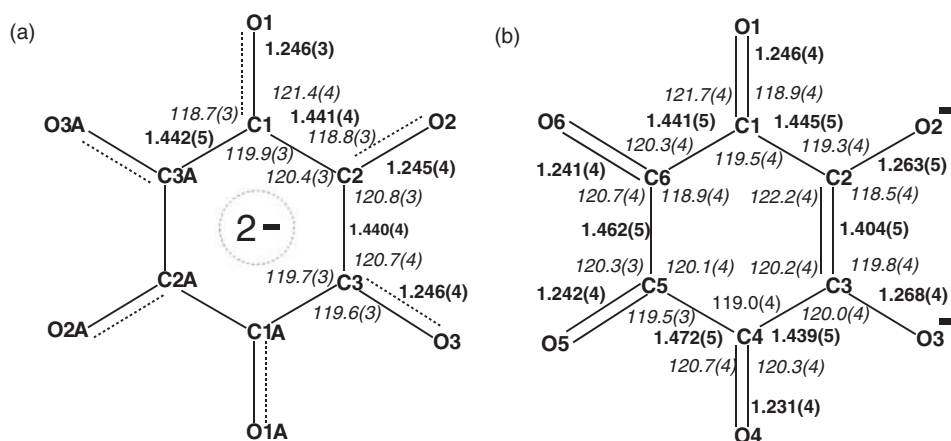 (a)
O1
1.246(3)
118.7(3)
121.4(4)
1.441(4)
O3A
1.442(5)
C1
118.8(3)
O2
119.9(3)
1.245(4)
C3A
120.4(3)
C2
120.8(3)
2-
1.440(4)
C2A
119.7(3)
120.7(4)
C3
1.246(4)
O2A
119.6(3)
C1A
O3
O1A
(b)
O1
1.246(4)
121.7(4)
118.9(4)
O6
1.441(5)
C1
1.445(5)
O2
120.3(4)
119.5(4)
119.3(4)
1.241(4)
C6
C2
1.263(5)
120.7(4)
118.9(4)
122.2(4)
118.5(4)
1.462(5)
1.404(5)
120.3(3)
120.1(4)
120.2(4)
119.8(4)
1.242(4)
C5
C3
1.268(4)
119.5(3)
119.0(4)
120.0(4)
O5
1.472(5)
C4
1.439(5)
O3
120.7(4)
120.3(4)
1.231(4)
O4